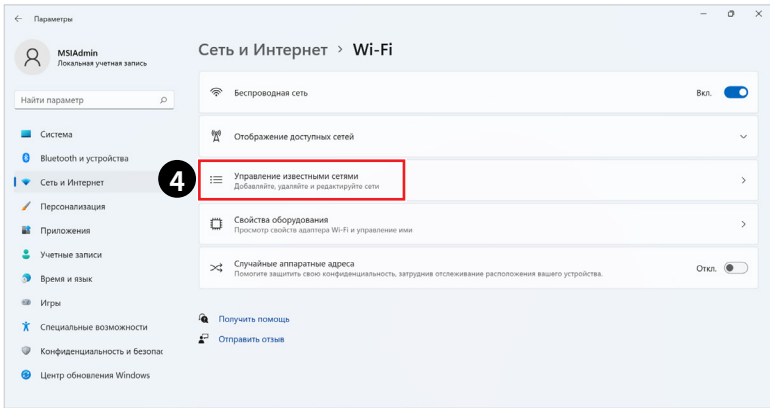 Параметры
MSIAdmin
Локальная учетная запись
Найти параметр
Система
Bluetooth и устройства
Сеть и Интернет
Персонализация
Приложения
Учетные записи
Время и язык
Игры
Специальные возможности
Конфиденциальность и безопас
Центр обновления Windows
Сеть и Интернет > Wi-Fi
Беспроводная сеть
Вкл.
Отображение доступных сетей
4
Управление известными сетями
Добавляйте, удаляйте и редактируйте сети
Свойства оборудования
Просмотр свойств адаптера Wi-Fi и управление ими
Случайные аппаратные адреса
Помогите защитить свою конфиденциальность, затруднив отслеживание расположения вашего устройства.
Откл.
Получить помощь
Отправить отзыв